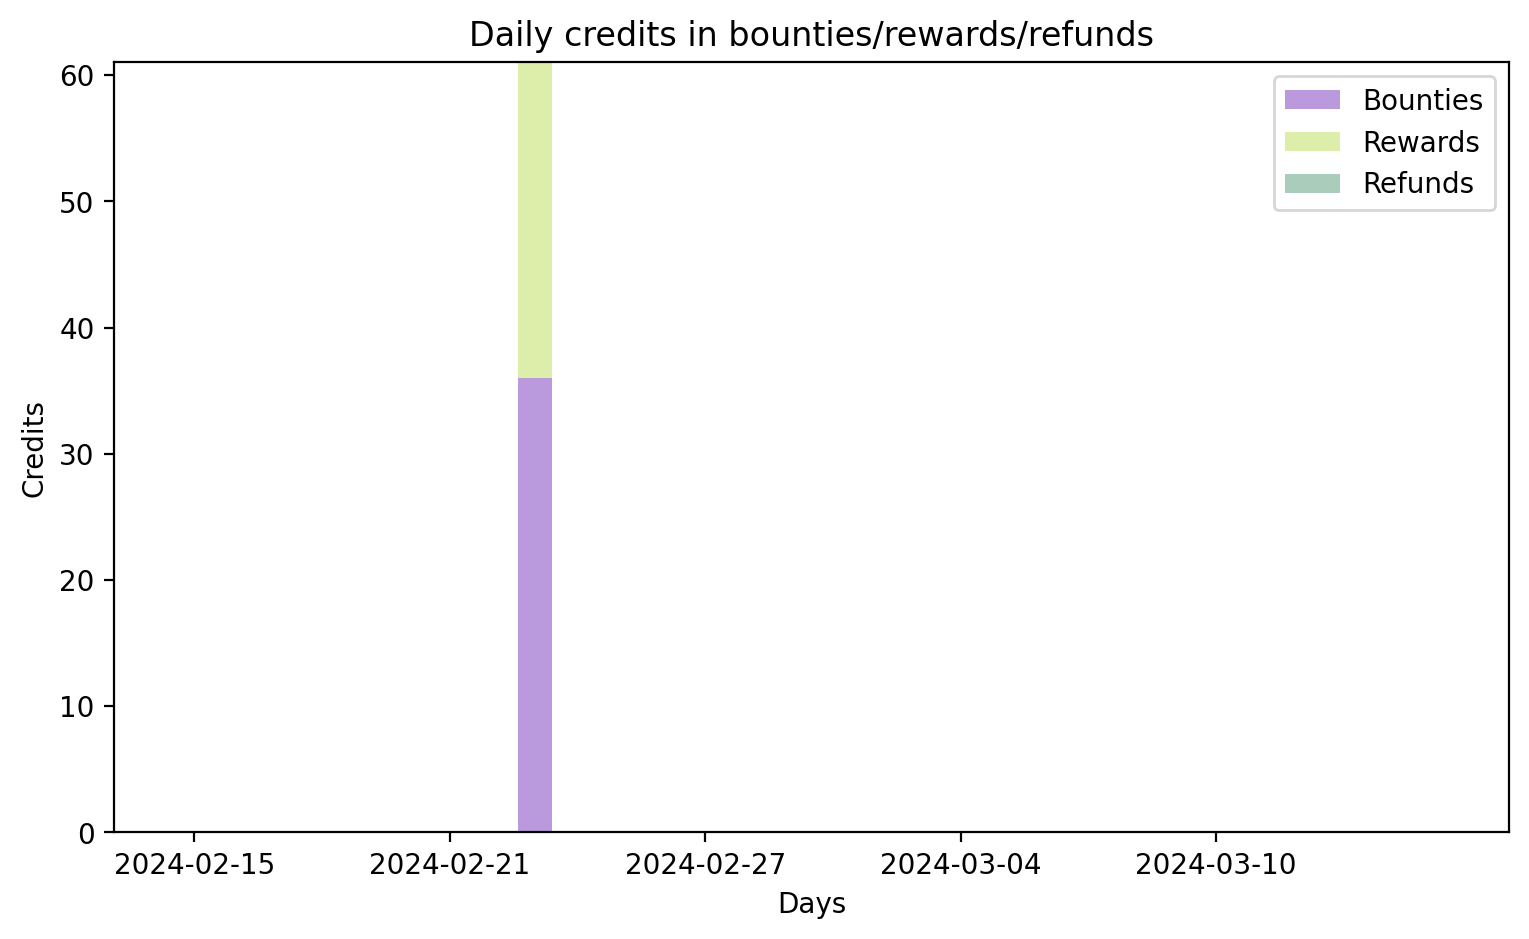 Daily credits in bounties/rewards/refunds
60
50
40
30
20
10
0
Credits
Bounties
Rewards
Refunds
2024-02-15
2024-02-21
2024-02-27
2024-03-04
2024-03-10
Days